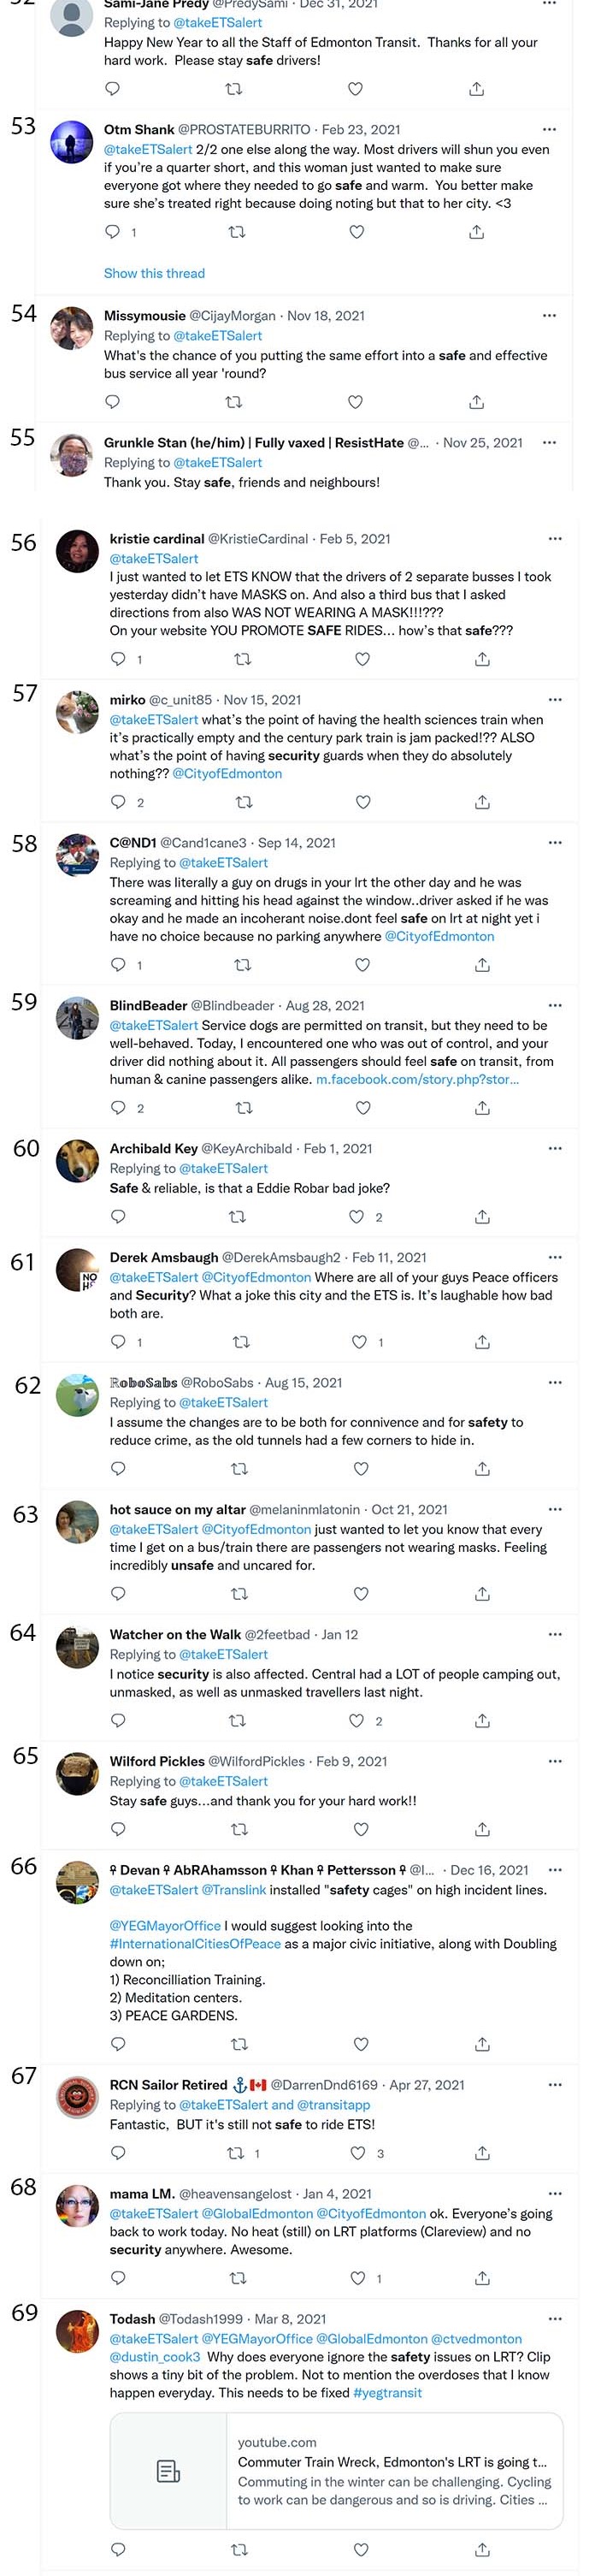 Sami-Jane Predy @PredySami · Dec 31, 2021
Replying to @takeETSalert
Happy New Year to all the Staff of Edmonton Transit. Thanks for all your
hard work. Please stay safe drivers!
53
Otm Shank @PROSTATEBURRITO · Feb 23, 2021
@takeETSalert 2/2 one else along the way. Most drivers will shun you even
if you're a quarter short, and this woman just wanted to make sure
everyone got where they needed to go safe and warm. You better make
sure she's treated right because doing noting but that to her city. <3
1
Show this thread
54
Missymousie @CijayMorgan · Nov 18, 2021
Replying to @takeETSalert
What's the chance of you putting the same effort into a safe and effective
bus service all year 'round?
55
Grunkle Stan (he/him) | Fully vaxed | ResistHate @... · Nov 25, 2021
Replying to @takeETSalert
Thank you. Stay safe, friends and neighbours!
56
kristie cardinal @KristieCardinal · Feb 5, 2021
@takeETSalert
I just wanted to let ETS KNOW that the drivers of 2 separate busses I took
yesterday didn't have MASKS on. And also a third bus that I asked
directions from also WAS NOT WEARING A MASK!!!???
On your website YOU PROMOTE SAFE RIDES... how's that safe???
1
57
mirko @c_unit85 · Nov 15, 2021
@takeETSalert what's the point of having the health sciences train when
it's practically empty and the century park train is jam packed!?? ALSO
what's the point of having security guards when they do absolutely
nothing?? @CityofEdmonton
2
58
C@ND1 @Cand1cane3 · Sep 14, 2021
Replying to @takeETSalert
There was literally a guy on drugs in your lrt the other day and he was
screaming and hitting his head against the window..driver asked if he was
okay and he made an incoherant noise.dont feel safe on lrt at night yet i
have no choice because no parking anywhere @CityofEdmonton
1
59
BlindBeader @Blindbeader · Aug 28, 2021
@takeETSalert Service dogs are permitted on transit, but they need to be
well-behaved. Today, I encountered one who was out of control, and your
driver did nothing about it. All passengers should feel safe on transit, from
human & canine passengers alike. m.facebook.com/story.php?stor...
2
60
Archibald Key @KeyArchibald · Feb 1, 2021
Replying to @takeETSalert
Safe & reliable, is that a Eddie Robar bad joke?
2
61
Derek Amsbaugh @DerekAmsbaugh2 · Feb 11, 2021
@takeETSalert @CityofEdmonton Where are all of your guys Peace officers
and Security? What a joke this city and the ETS is. It's laughable how bad
both are.
1 1
62
ℝ𝕠𝕓𝕠𝕊𝕒𝕓𝕤 @RoboSabs · Aug 15, 2021
Replying to @takeETSalert
I assume the changes are to be both for connivence and for safety to
reduce crime, as the old tunnels had a few corners to hide in.
63
hot sauce on my altar @melaninmlatonin · Oct 21, 2021
@takeETSalert @CityofEdmonton just wanted to let you know that every
time I get on a bus/train there are passengers not wearing masks. Feeling
incredibly unsafe and uncared for.
64
Watcher on the Walk @2feetbad · Jan 12
Replying to @takeETSalert
I notice security is also affected. Central had a LOT of people camping out,
unmasked, as well as unmasked travellers last night.
2
65
Wilford Pickles @WilfordPickles · Feb 9, 2021
Replying to @takeETSalert
Stay safe guys...and thank you for your hard work!!
66
Devan AbRAhamsson Khan Pettersson @I... · Dec 16, 2021
@takeETSalert @Translink installed "safety cages" on high incident lines.
@YEGMayorOffice I would suggest looking into the
#InternationalCitiesOfPeace as a major civic initiative, along with Doubling
down on;
1) Reconcilliation Training.
2) Meditation centers.
3) PEACE GARDENS.
67
RCN Sailor Retired ⚓🇨🇦 @DarrenDnd6169 · Apr 27, 2021
Replying to @takeETSalert and @transitapp
Fantastic, BUT it's still not safe to ride ETS!
1 3
68
mama LM. @heavensangelost · Jan 4, 2021
@takeETSalert @GlobalEdmonton @CityofEdmonton ok. Everyone's going
back to work today. No heat (still) on LRT platforms (Clareview) and no
security anywhere. Awesome.
1
69
Todash @Todash1999 · Mar 8, 2021
@takeETSalert @YEGMayorOffice @GlobalEdmonton @ctvedmonton
@dustin_cook3 Why does everyone ignore the safety issues on LRT? Clip
shows a tiny bit of the problem. Not to mention the overdoses that I know
happen everyday. This needs to be fixed #yegtransit
youtube.com
Commuter Train Wreck, Edmonton's LRT is going t...
Commuting in the winter can be challenging. Cycling
to work can be dangerous and so is driving. Cities ...